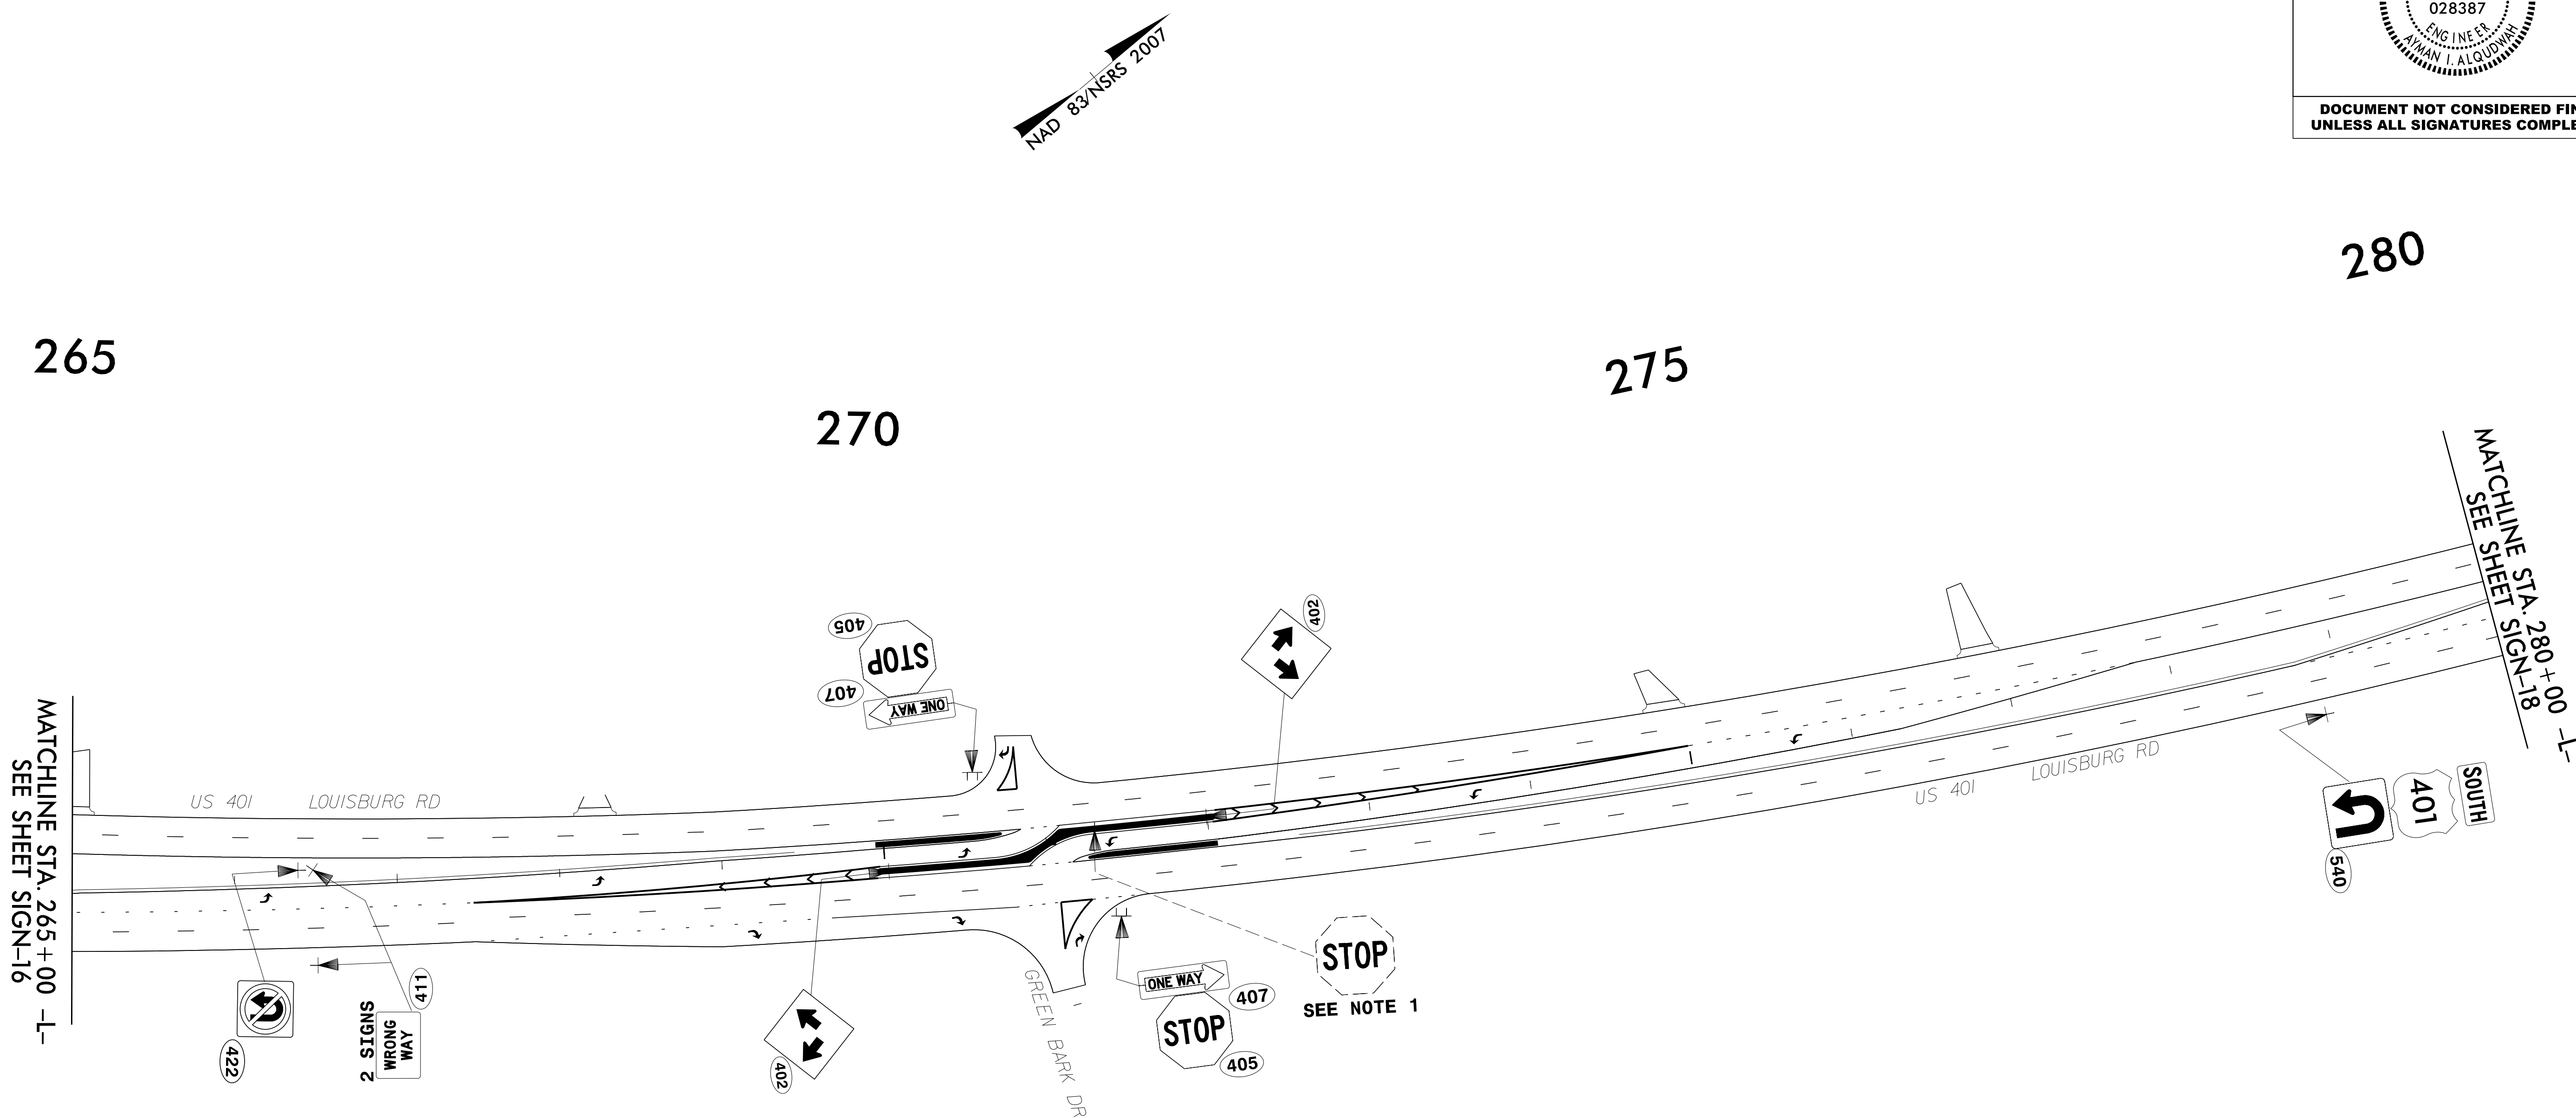 028387
ENGINEER
AYMAN I. ALQUDWAH
DOCUMENT NOT CONSIDERED FIN
UNLESS ALL SIGNATURES COMPLE
NAD 83/NSRS 2007
265
270
275
280
MATCHLINE STA. 265+00 -L-
SEE SHEET SIGN-16
MATCHLINE STA. 280+00 -L-
SEE SHEET SIGN-18
US 401
LOUISBURG RD
405
STOP
407
ONE WAY
402
US 401
LOUISBURG RD
SOUTH
401
540
422
2 SIGNS
WRONG
WAY
411
402
GREEN BARK DR
ONE WAY
407
STOP
405
STOP
SEE NOTE 1